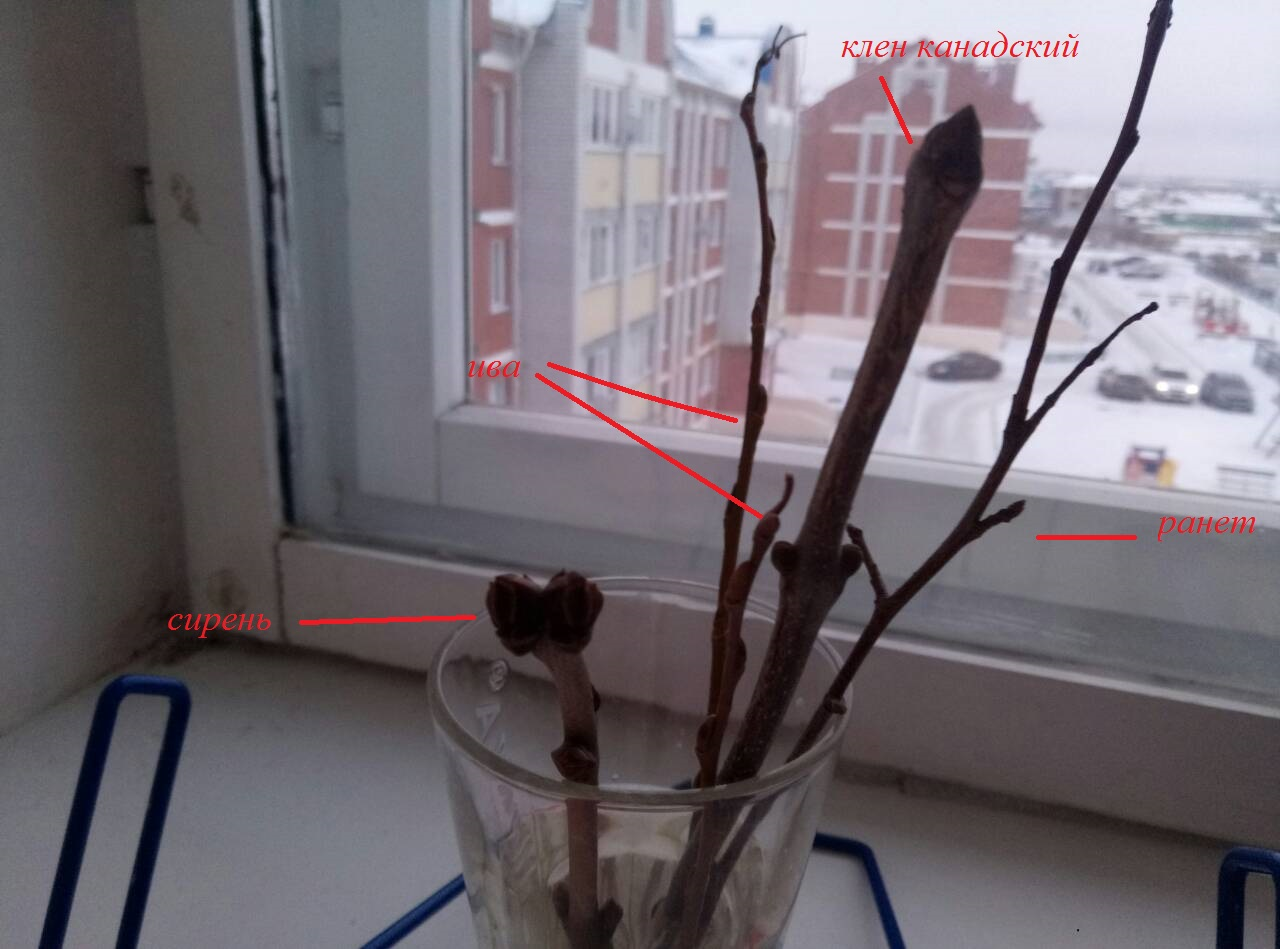 клен канадский
ива
ранет
сирень